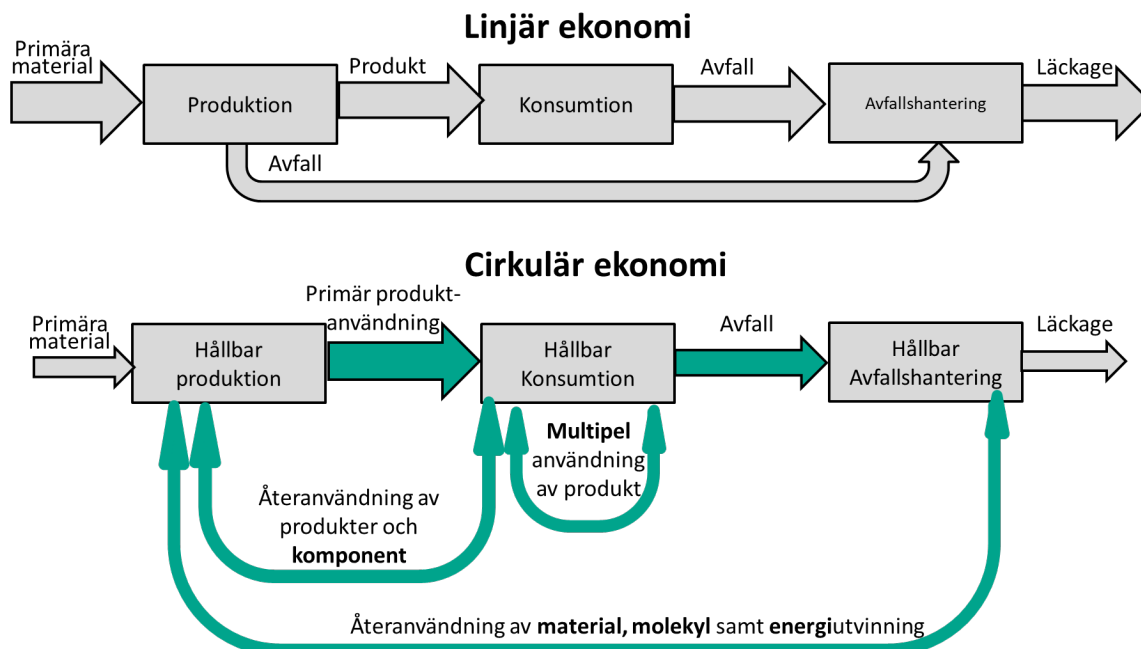 Linjär ekonomi
Primära
material
Produkt
Avfall
Läckage
Produktion
Konsumtion
Avfallshantering
Avfall
Cirkulär ekonomi
Primära
material
Primär produkt-
användning
Avfall
Läckage
Hållbar
produktion
Hållbar
Konsumtion
Hållbar
Avfallshantering
Multipel
användning
av produkt
Återanvändning av
produkter och
komponent
Återanvändning av material, molekyl samt energiutvinning